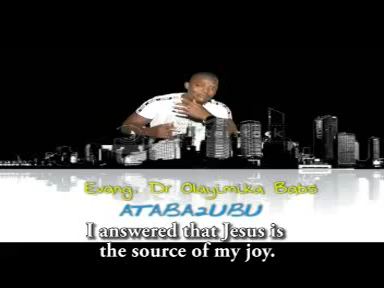 Evang. Dr Olayimika Babs
ATABA2UBU
I answered that Jesus is
the source of my joy.